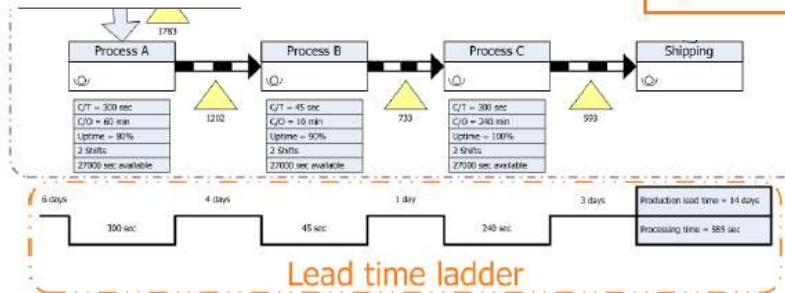 1783
Process A
Process B
Process C
Shipping
1202
733
593
C/T = 300 sec
C/O = 60 min
Uptime = 80%
2 Shifts
27000 sec available
C/T = 45 sec
C/O = 10 min
Uptime = 90%
2 Shifts
27000 sec available
C/T = 300 sec
C/O = 240 min
Uptime = 100%
2 Shifts
27000 sec available
6 days
4 days
1 day
3 days
Production lead time = 14 days
300 sec
45 sec
240 sec
Processing time = 585 sec
Lead time ladder